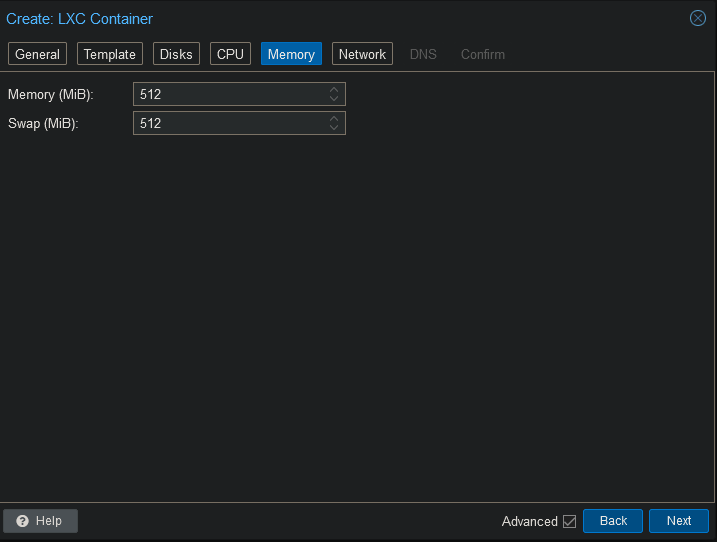 Create: LXC Container
General Template Disks CPU Memory Network DNS Confirm
Memory (MiB): 512
Swap (MiB): 512
Help Advanced Back Next